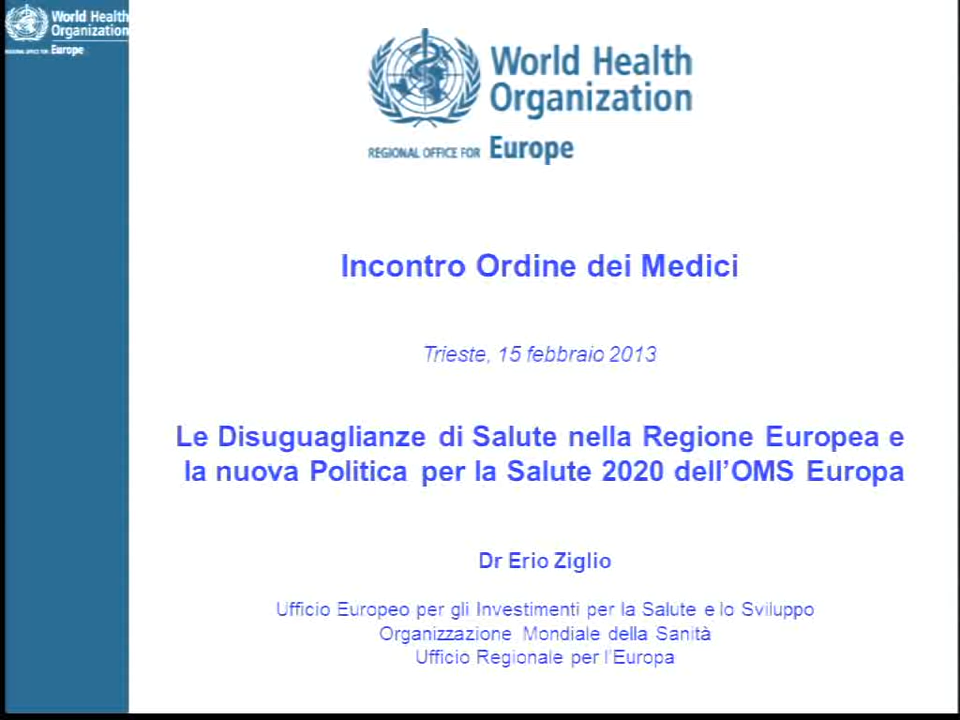 World Health
Organization
REGIONAL OFFICE FOR Europe
World Health
Organization
REGIONAL OFFICE FOR Europe
Incontro Ordine dei Medici
Trieste, 15 febbraio 2013
Le Disuguaglianze di Salute nella Regione Europea e
la nuova Politica per la Salute 2020 dell'OMS Europa
Dr Erio Ziglio
Ufficio Europeo per gli Investimenti per la Salute e lo Sviluppo
Organizzazione Mondiale della Sanità
Ufficio Regionale per l'Europa